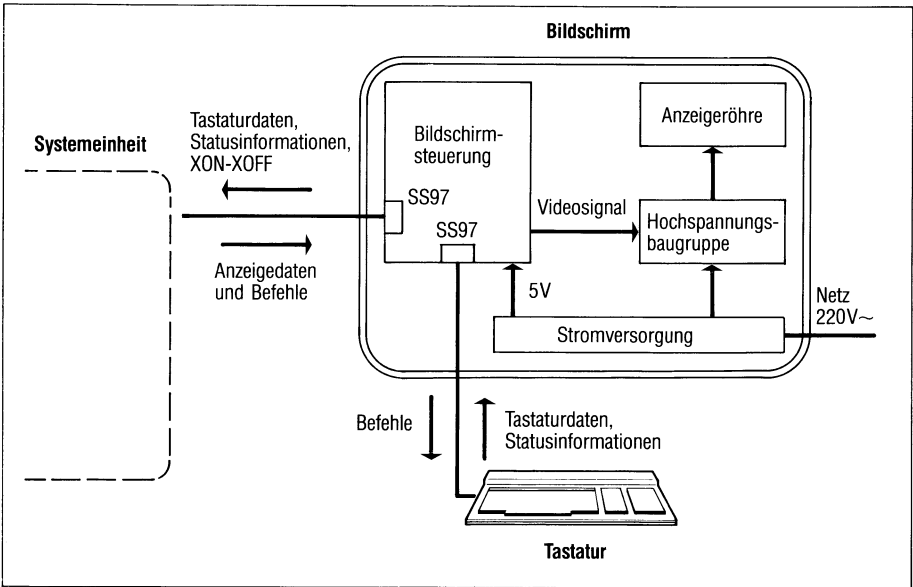 Bildschirm
Systemeinheit
Tastaturdaten,
Statusinformationen,
XON-XOFF
Anzeigedaten
und Befehle
Bildschirm-
steuerung
SS97
SS97
Videosignal
Anzeigeröhre
Hochspannungs-
baugruppe
5V
Stromversorgung
Netz
220V~
Befehle
Tastaturdaten,
Statusinformationen
Tastatur